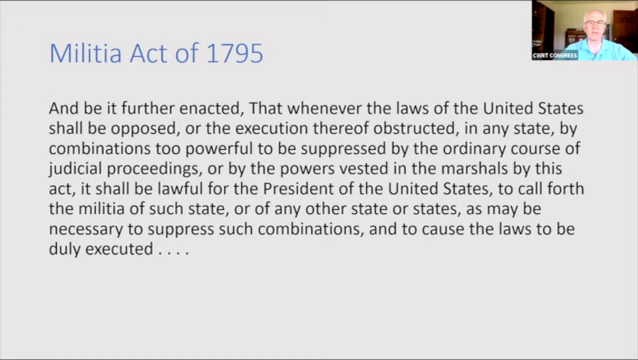 Militia Act of 1795
CWRT CONGRESS
And be it further enacted, That whenever the laws of the United States
shall be opposed, or the execution thereof obstructed, in any state, by
combinations too powerful to be suppressed by the ordinary course of
judicial proceedings, or by the powers vested in the marshals by this
act, it shall be lawful for the President of the United States, to call forth
the militia of such state, or of any other state or states, as may be
necessary to suppress such combinations, and to cause the laws to be
duly executed . . . .